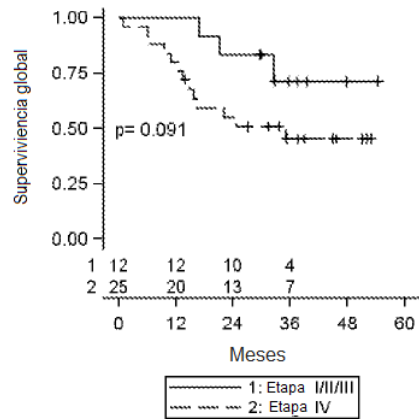 1.00
0.75
0.50
0.25
0.00
Superviviencia global
p= 0.091
1 12 12 10 4
2 25 20 13 7
0 12 24 36 48 60
Meses
1: Etapa I/II/III
2: Etapa IV